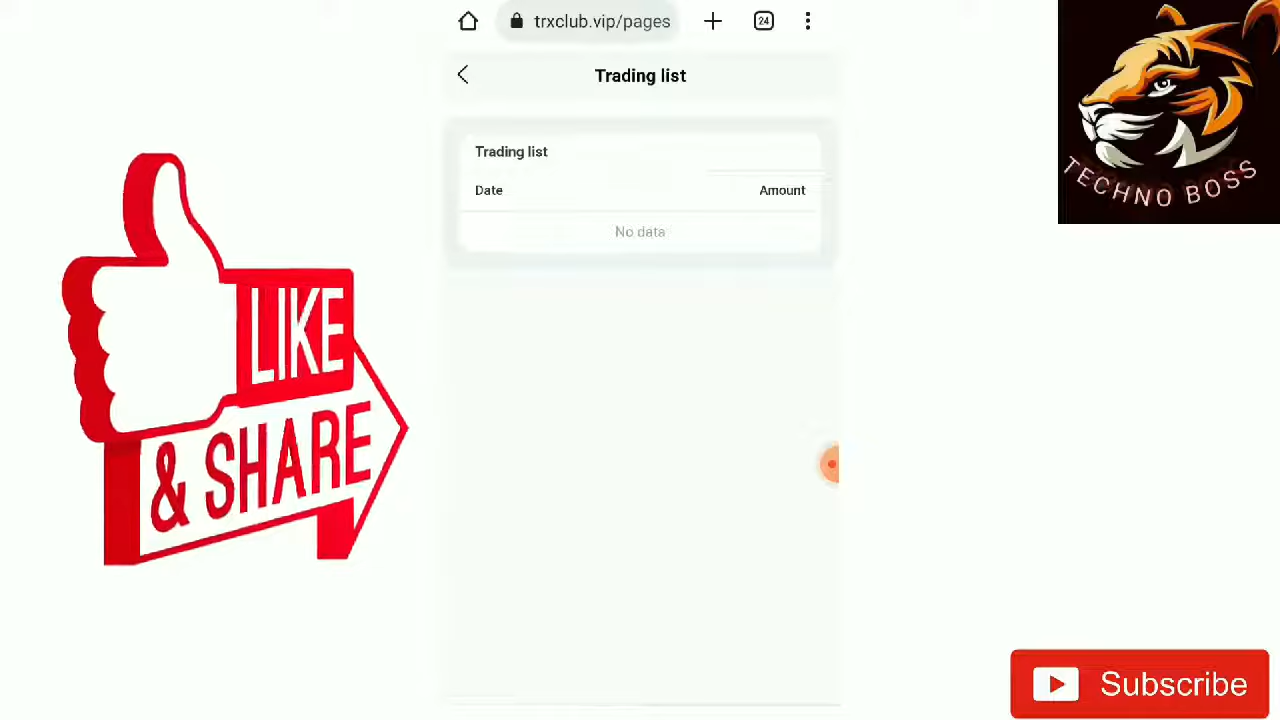 trxclub.vip/pages
24
Trading list
Trading list
Date Amount
No data
LIKE
& SHARE
TECHNO BOSS
Subscribe